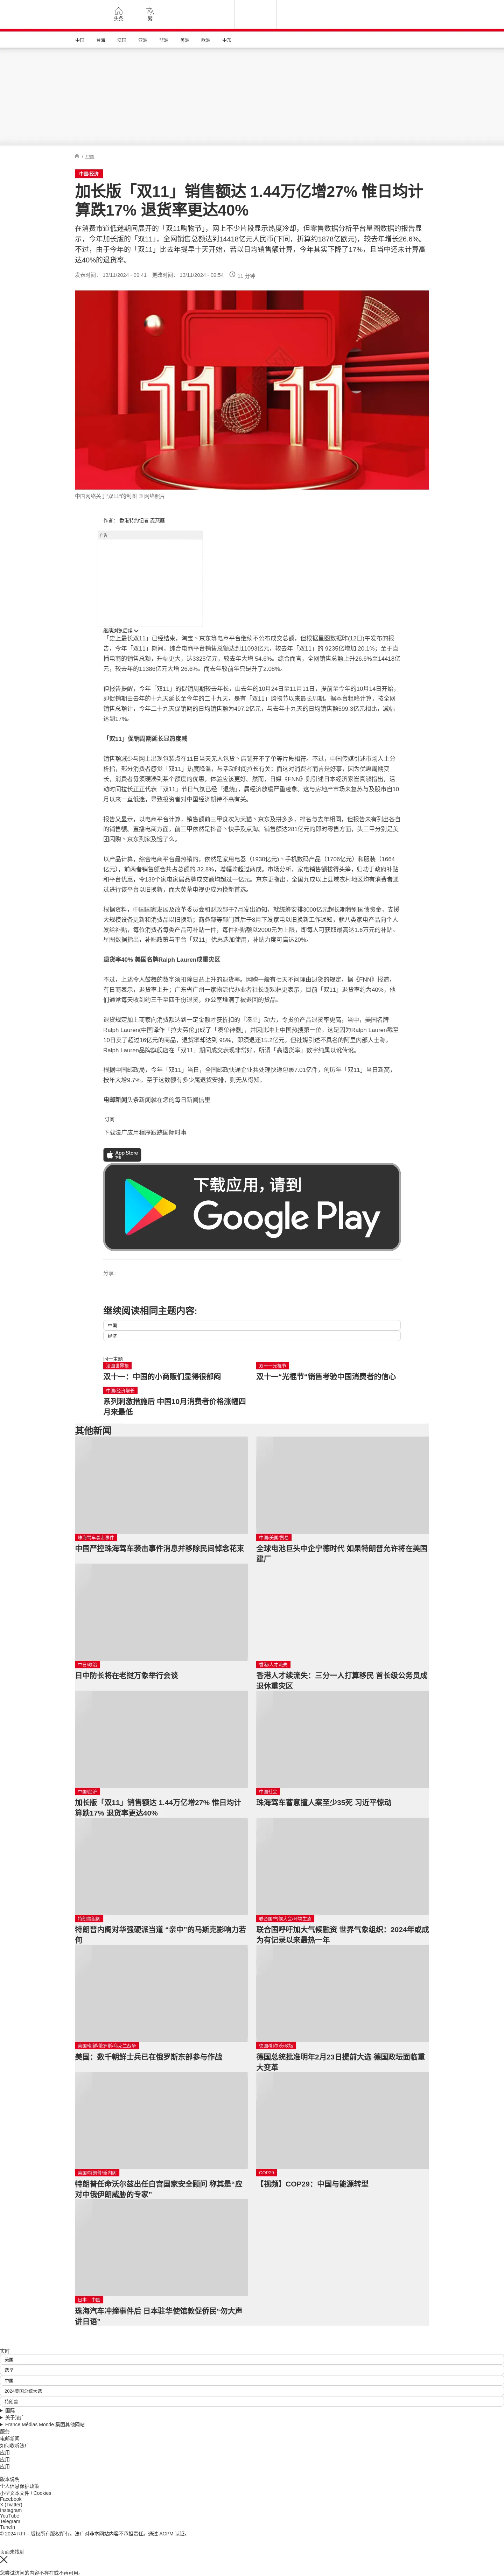 头条
繁
中国
台海
法国
亚洲
非洲
美洲
欧洲
中东
/ 中国
中国/经济
加长版「双11」销售额达 1.44万亿增27% 惟日均计
算跌17% 退货率更达40%
在消费市道低迷期间展开的「双11购物节」，网上不少片段显示热度冷却，但零售数据分析平台星图数据的报告显
示，今年加长版的「双11」，全网销售总额达到14418亿元人民币(下同，折算约1878亿欧元)，较去年增长26.6%。
不过，由于今年的「双11」比去年提早十天开始，若以日均销售额计算，今年其实下降了17%，且当中还未计算高
达40%的退货率。
发表时间： 13/11/2024 - 09:41 更改时间： 13/11/2024 - 09:54 11 分钟
11 11
中国网络关于"双11"的制图 © 网络照片
作者： 香港特约记者 麦燕庭
广告
继续浏览后续
「史上最长双11」已经结束，淘宝丶京东等电商平台继续不公布成交总额，但根据星图数据昨(12日)午发布的报
告，今年「双11」期间，综合电商平台销售总额达到11093亿元，较去年「双11」的 9235亿增加 20.1%；至于直
播电商的销售总额，升幅更大，达3325亿元，较去年大增 54.6%。综合而言，全网销售总额上升26.6%至14418亿
元，较去年的11386亿元大增 26.6%，而去年较前年只是升了2.08%。
但报告提醒，今年「双11」的促销周期较去年长，由去年的10月24日至11月11日，提前至今年的10月14日开始，
即促销期由去年的十九天延长至今年的二十九天，是有「双11」购物节以来最长周期。据本台粗略计算，按全网
销售总额计，今年二十九天促销期的日均销售额为497.2亿元，与去年十九天的日均销售额599.3亿元相比，减幅
达到17%。
「双11」促销周期延长显热度减
销售额减少与网上出现包装点在11日当天无人包货丶店铺开不了单等片段相符。不过，中国传媒引述市场人士分
析指，部分消费者感觉「双11」热度降温，与活动时间拉长有关；而这对消费者而言是好事，因为优惠周期变
长，消费者毋须硬凑到某个额度的优惠，体验应该更好。然而，日媒《FNN》则引述日本经济家崔真淑指出，活
动时间拉长正正代表「双11」节日气氛已经「退烧」，属经济放缓严重迹象。这与房地产市场未复苏与及股市自10
月以来一直低迷，导致投资者对中国经济期待不高有关。
报告又显示，以电商平台计算，销售额前三甲食次为天猫丶京东及拼多多，排名与去年相同，但报告未有列出各自
的销售额。直播电商方面，前三甲依然是抖音丶快手及点淘。铺售额达281亿元的即时零售方面，头三甲分别是美
团闪购丶京东到家及饿了么。
以产品计算，综合电商平台最热销的，依然是家用电器（1930亿元)丶手机数码产品（1706亿元）和服装（1664
亿元)，前两者销售额合共占总额的 32.8%，增幅均超过两成。市场分析，家电销售额拔得头筹，归功于政府补贴
和平台优惠，令139个家电家居品牌成交额均超过一亿元。京东更指出，全国九成以上县域农村地区均有消费者通
过进行该平台以旧换新，而大荧幕电视更成为换新首选。
根据资料，中国国家发展及改革委员会和财政部于7月发出通知，就统筹安排3000亿元超长期特别国债资金，支援
大规模设备更新和消费品以旧换新；商务部等部门其后于8月下发家电以旧换新工作通知，就八类家电产品向个人
发给补贴，每位消费者每类产品可补贴一件，每件补贴额以2000元为上限，即每人可获取最高达1.6万元的补贴。
星图数据指出，补贴政策与平台「双11」优惠迭加使用，补贴力度可高达20%。
退货率40% 美国名牌Ralph Lauren成重灾区
不过，上述令人鼓舞的数字须扣除日益上升的退货率。网购一般有七天不问理由退货的规定，据《FNN》报道，
有日商表示，退货率上升；广东省广州一家物流代办业者社长谢观林更表示，目前「双11」退货率约为40%，他
们通常每天收到约三千至四千份退货，办公室堆满了被退回的货品。
退货规定加上商家向消费额达到一定金额才获折扣的「凑单」动力，令贵价产品退货率更高，当中，美国名牌
Ralph Lauren(中国译作「拉夫劳伦」)成了「凑单神器」，并因此冲上中国热搜第一位。这是因为Ralph Lauren截至
10日卖了超过16亿元的商品，退货率却达到 95%，即须退还15.2亿元。但社媒引述不具名的阿里内部人士称，
Ralph Lauren品牌旗舰店在「双11」期间成交表现非常好，所谓「高退货率」数字纯属以讹传讹。
根据中国邮政局，今年「双11」当日，全国邮政快递企业共处理快递包裹7.01亿件，创历年「双11」当日新高，
按年大增9.7%。至于这数额有多少属退货安排，则无从得知。
电邮新闻头条新闻就在您的每日新闻信里
订阅
下载法广应用程序跟踪国际时事
App Store
下载
下载应用，请到
Google Play
分享 :
继续阅读相同主题内容:
中国
经济
同一主题
法国世界报
双十一：中国的小商贩们显得很郁闷
双十一光棍节
双十一"光棍节"销售考验中国消费者的信心
中国/经济增长
系列刺激措施后 中国10月消费者价格涨幅四
月来最低
其他新闻
珠海驾车袭击事件
中国严控珠海驾车袭击事件消息并移除民间悼念花束
中国/美国/贸易
全球电池巨头中企宁德时代 如果特朗普允许将在美国
建厂
中日/政治
日中防长将在老挝万象举行会谈
香港/人才流失
香港人才续流失：三分一人打算移民 首长级公务员成
退休重灾区
中国/经济
加长版「双11」销售额达 1.44万亿增27% 惟日均计
算跌17% 退货率更达40%
中国社会
珠海驾车蓄意撞人案至少35死 习近平惊动
特朗普组阁
特朗普内阁对华强硬派当道 “亲中”的马斯克影响力若
何
联合国/气候大会/环境生态
联合国呼吁加大气候融资 世界气象组织：2024年或成
为有记录以来最热一年
美国/朝鲜/俄罗斯/乌克兰战争
美国：数千朝鲜士兵已在俄罗斯东部参与作战
德国/朔尔茨/政坛
德国总统批准明年2月23日提前大选 德国政坛面临重
大变革
美国/特朗普/新内阁
特朗普任命沃尔兹出任白宫国家安全顾问 称其是“应
对中俄伊朗威胁的专家”
COP29
【视频】COP29：中国与能源转型
日本、中国
珠海汽车冲撞事件后 日本驻华使馆敦促侨民“勿大声
讲日语”
实时
美国
选举
中国
2024美国总统大选
特朗普
国际
关于法广
France Médias Monde 集团其他网站
服务
电邮新闻
如何收听法广
应用
应用
应用
版本说明
个人信息保护政策
小型文本文件 / Cookies
Facebook
X (Twitter)
Instagram
YouTube
Telegram
TuneIn
© 2024 RFI – 版权所有版权所有。法广对非本网站内容不承担责任。通过 ACPM 认证。
页面未找到
您尝试访问的内容不存在或不再可用。